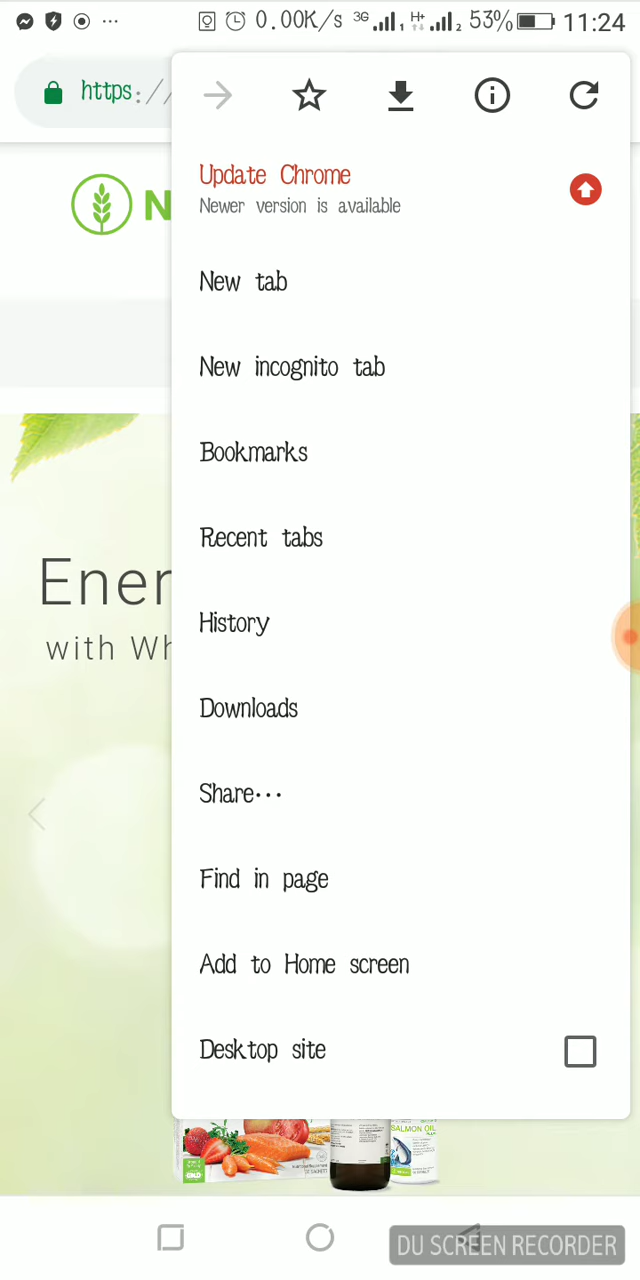 0.00K/s 3G 1 H+ 2 53% 11:24
https://
N
Update Chrome
Newer version is available
New tab
New incognito tab
Bookmarks
Recent tabs
Ener
with Wh
History
Downloads
Share...
Find in page
Add to Home screen
Desktop site
SALMON OIL
DU SCREEN RECORDER